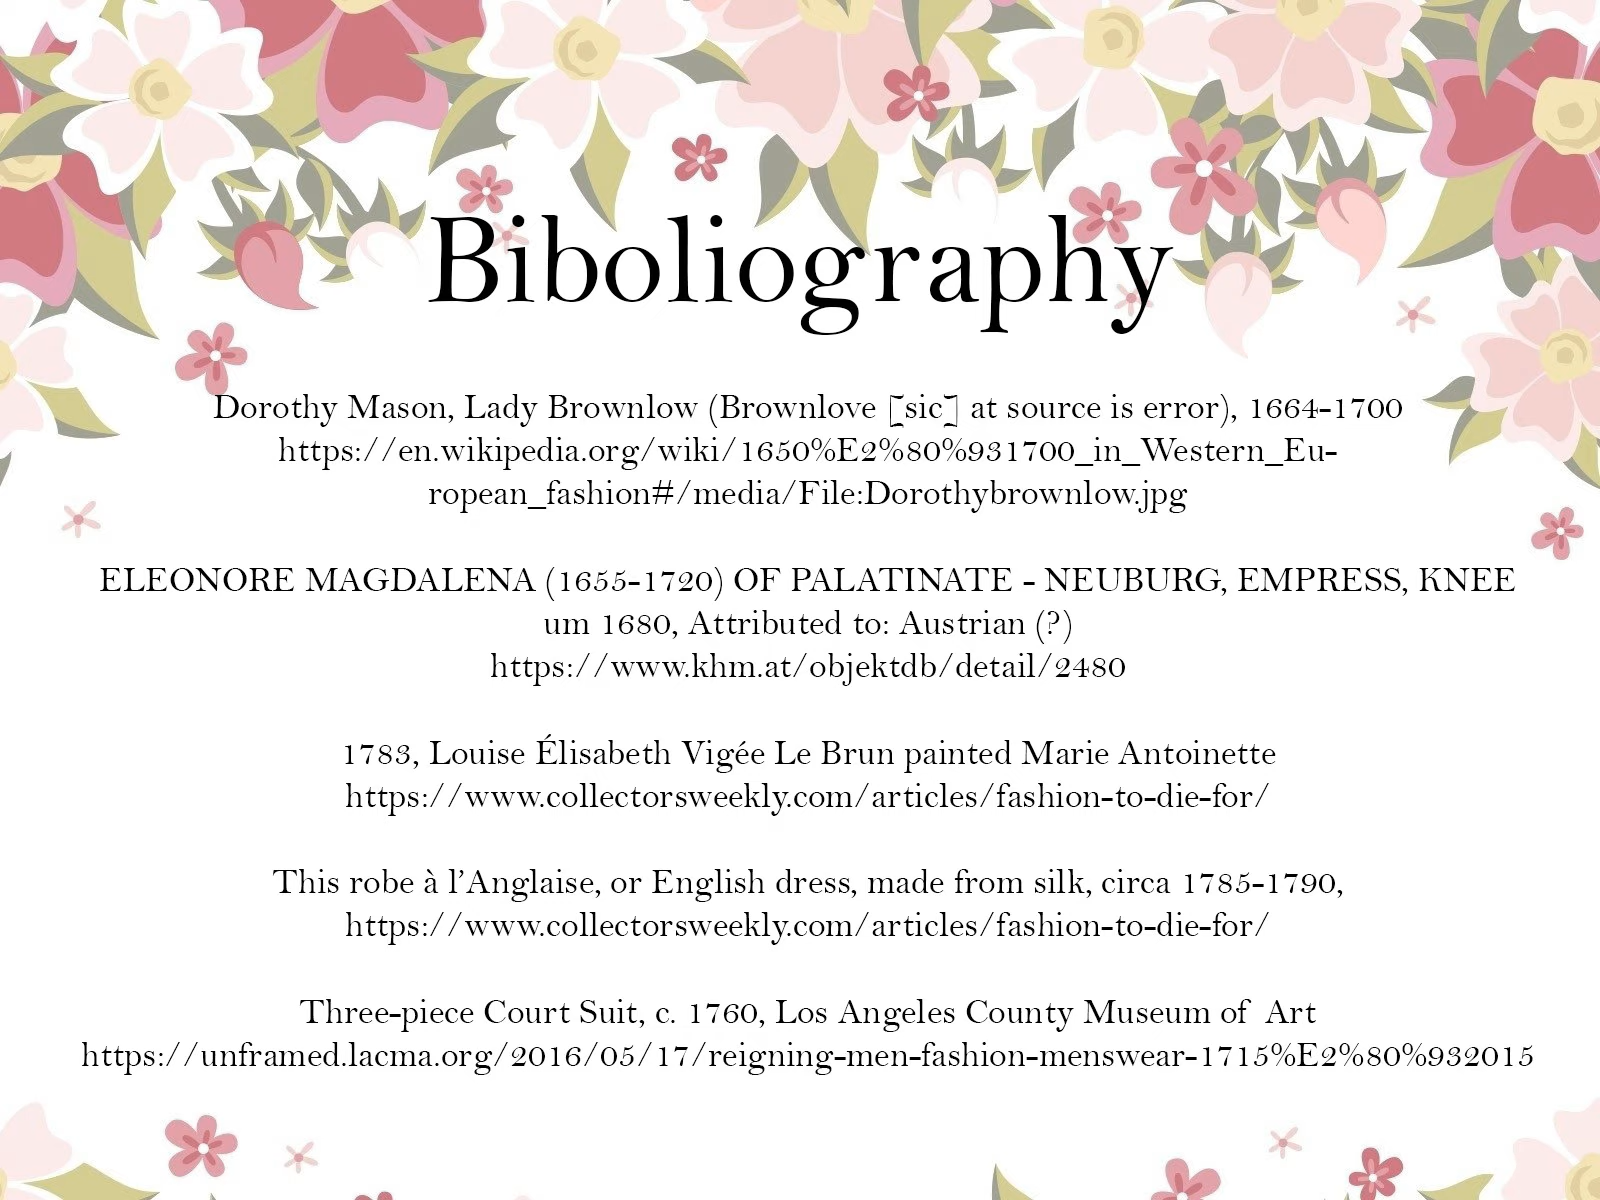 Biboliography
Dorothy Mason, Lady Brownlow (Brownlove [sic] at source is error), 1664-1700
https://en.wikipedia.org/wiki/1650%E2%80%931700_in_Western_Eu-
ropean_fashion#/media/File:Dorothybrownlow.jpg
ELEONORE MAGDALENA (1655-1720) OF PALATINATE - NEUBURG, EMPRESS, KNEE
um 1680, Attributed to: Austrian (?)
https://www.khm.at/objektdb/detail/2480
1783, Louise Élisabeth Vigée Le Brun painted Marie Antoinette
https://www.collectorsweekly.com/articles/fashion-to-die-for/
This robe à l’Anglaise, or English dress, made from silk, circa 1785-1790,
https://www.collectorsweekly.com/articles/fashion-to-die-for/
Three-piece Court Suit, c. 1760, Los Angeles County Museum of Art
https://unframed.lacma.org/2016/05/17/reigning-men-fashion-menswear-1715%E2%80%932015